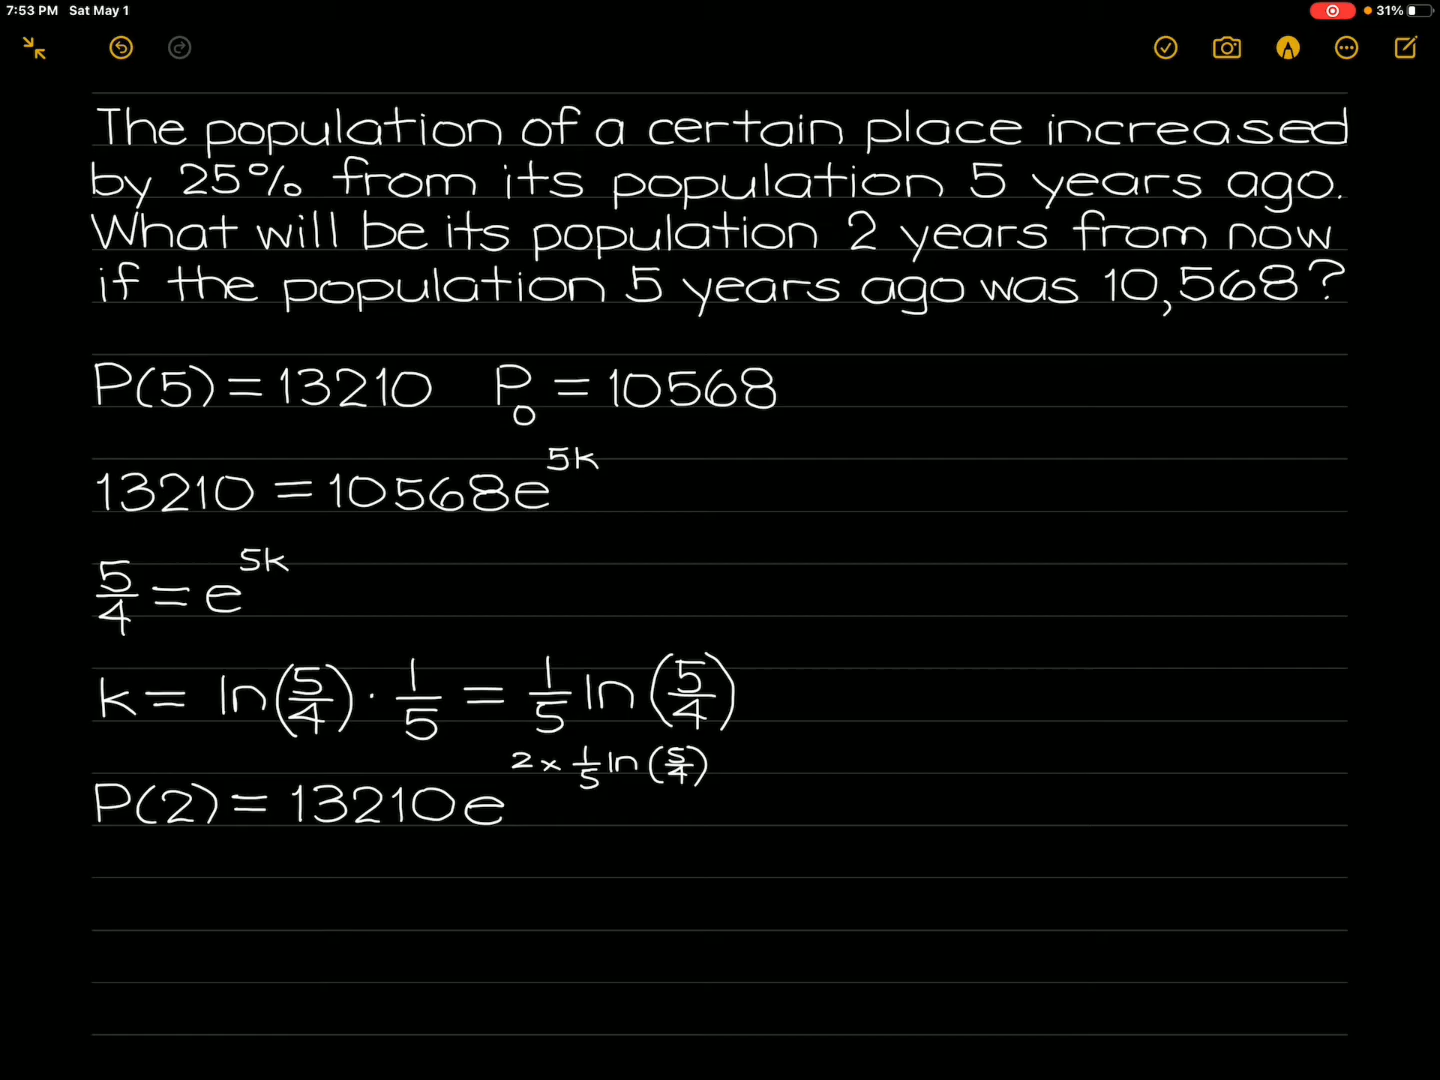 7:53 PM Sat May 1 31%
The population of a certain place increased
by 25% from its population 5 years ago.
What will be its population 2 years from now
if the population 5 years ago was 10,568?
P(5) = 13210 P₀ = 10568
13210 = 10568e^5k
5/4 = e^5k
k = ln(5/4) · 1/5 = 1/5 ln(5/4)
P(2) = 13210e^2 × 1/5 ln(5/4)